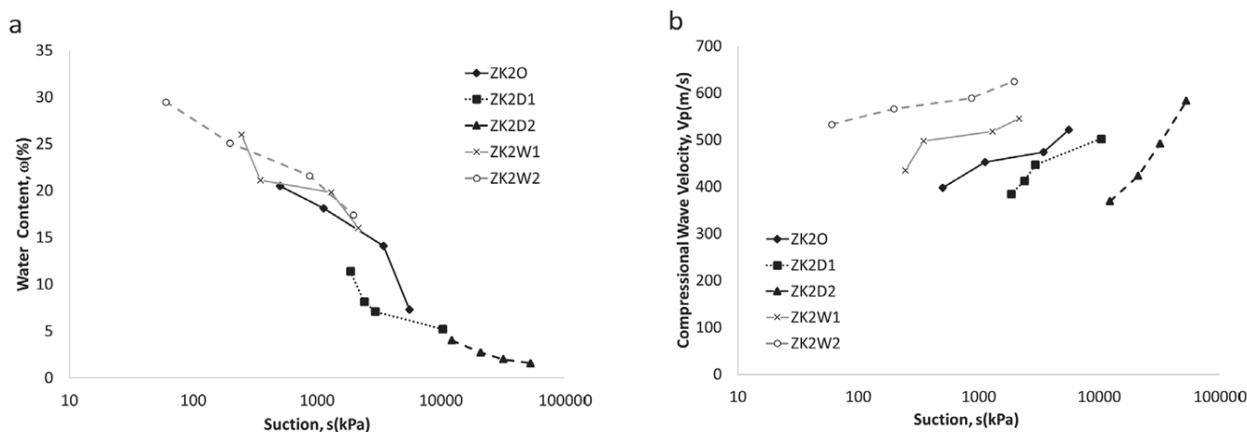 a
35
30
25
20
15
10
5
0
Water Content, ω(%)
10
100
1000
10000
100000
Suction, s(kPa)
ZK2O
ZK2D1
ZK2D2
ZK2W1
ZK2W2
b
700
600
500
400
300
200
100
0
Compressional Wave Velocity, Vp(m/s)
10
100
1000
10000
100000
Suction, s(kPa)
ZK2O
ZK2D1
ZK2D2
ZK2W1
ZK2W2